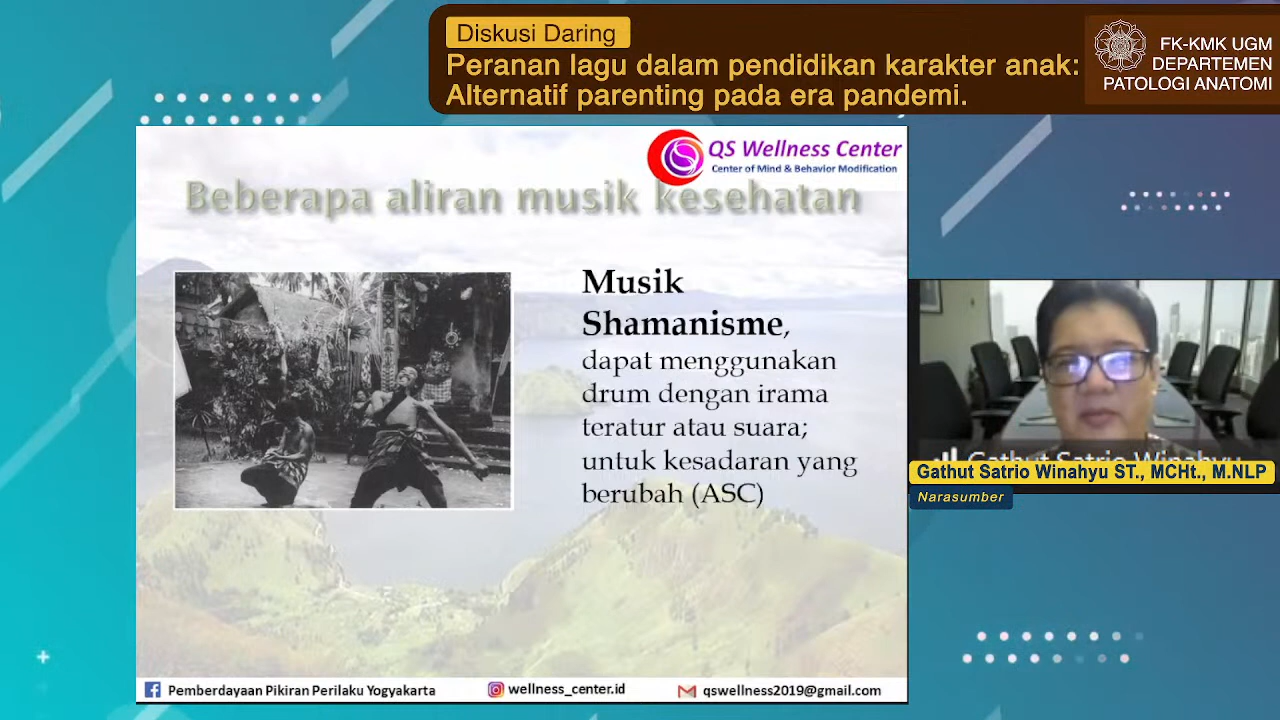 Diskusi Daring
Peranan lagu dalam pendidikan karakter anak:
Alternatif parenting pada era pandemi.
FK-KMK UGM
DEPARTEMEN
PATOLOGI ANATOMI
QS Wellness Center
Center of Mind & Behavior Modification
Beberapa aliran musik kesehatan
Musik
Shamanisme,
dapat menggunakan
drum dengan irama
teratur atau suara;
untuk kesadaran yang
berubah (ASC)
Gathut Satrio Winahyu
Gathut Satrio Winahyu ST., MCHt., M.NLP
Narasumber
Pemberdayaan Pikiran Perilaku Yogyakarta
wellness_center.id
qswellness2019@gmail.com